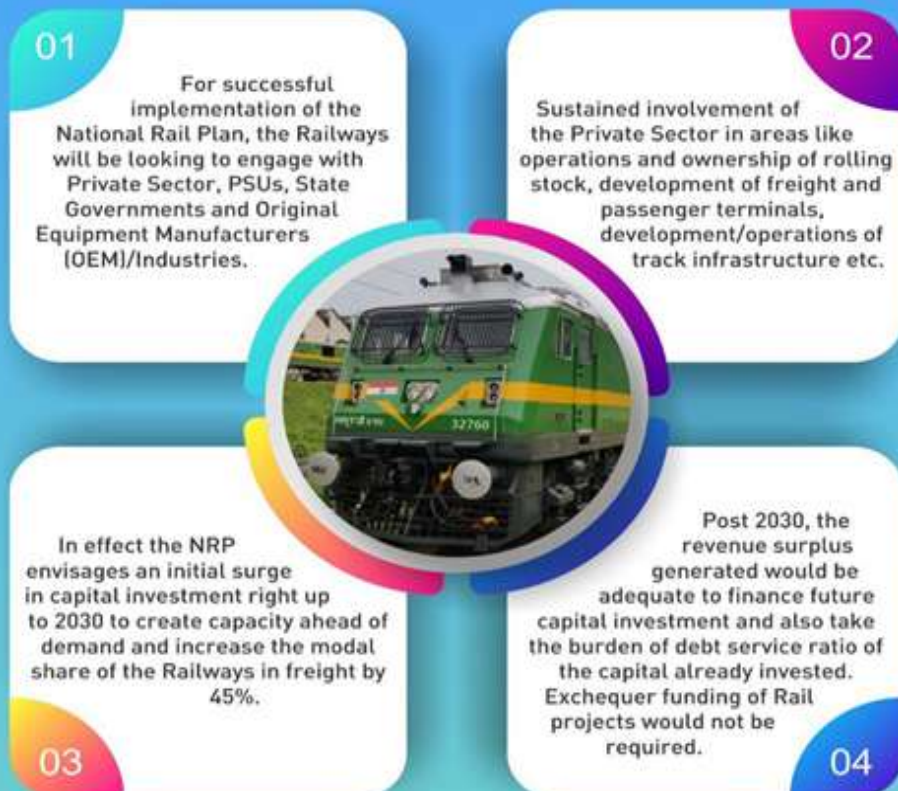 01
For successful
implementation of the
National Rail Plan, the Railways
will be looking to engage with
Private Sector, PSUs, State
Governments and Original
Equipment Manufacturers
(OEM)/Industries.
02
Sustained involvement of
the Private Sector in areas like
operations and ownership of rolling
stock, development of freight and
passenger terminals,
development/operations of
track infrastructure etc.
32760
In effect the NRP
envisages an initial surge
in capital investment right up
to 2030 to create capacity ahead of
demand and increase the modal
share of the Railways in freight by
45%.
03
Post 2030, the
revenue surplus
generated would be
adequate to finance future
capital investment and also take
the burden of debt service ratio of
the capital already invested.
Exchequer funding of Rail
projects would not be
required.
04